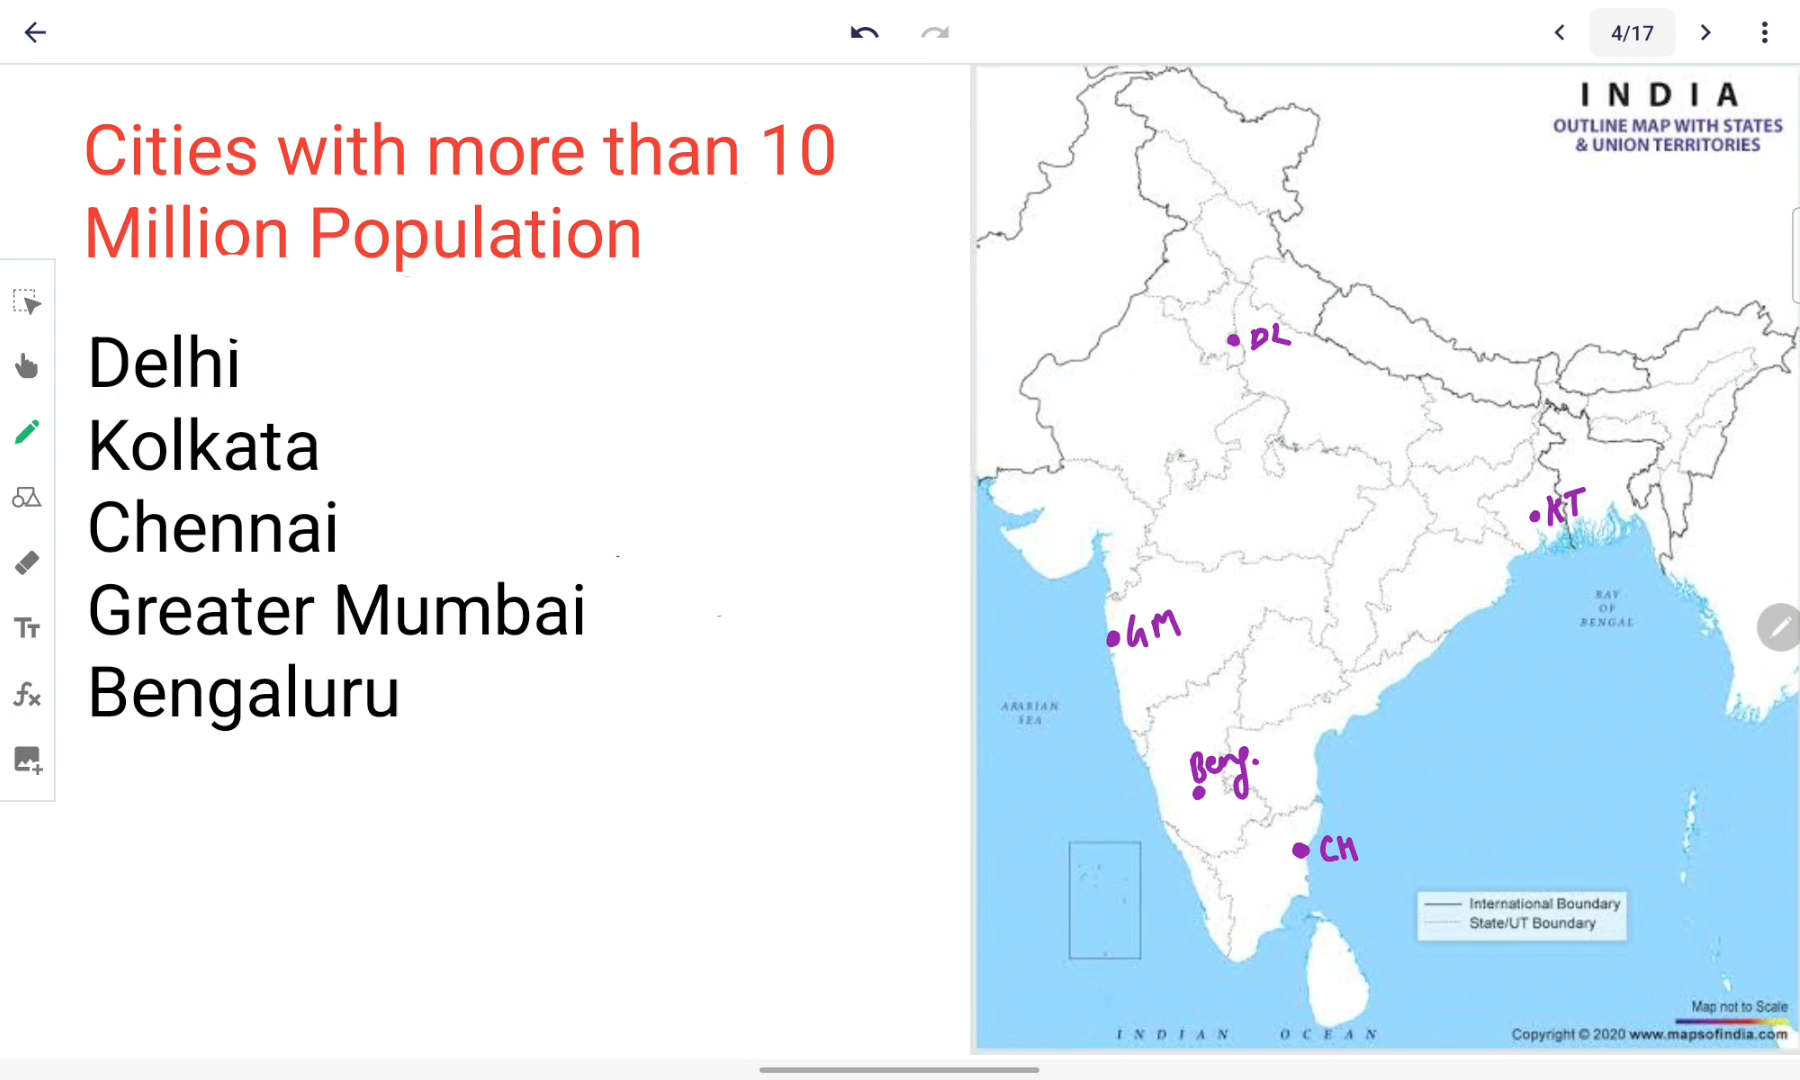 4/17
Cities with more than 10
Million Population
Delhi
Kolkata
Chennai
Greater Mumbai
Bengaluru
Tт
fx
INDIA
OUTLINE MAP WITH STATES
& UNION TERRITORIES
DL
KT
GM
Beng.
CH
BAY
OF
BENGAL
ARABIAN
SEA
International Boundary
State/UT Boundary
Map not to Scale
INDIAN OCEAN
Copyright © 2020 www.mapsofindia.com